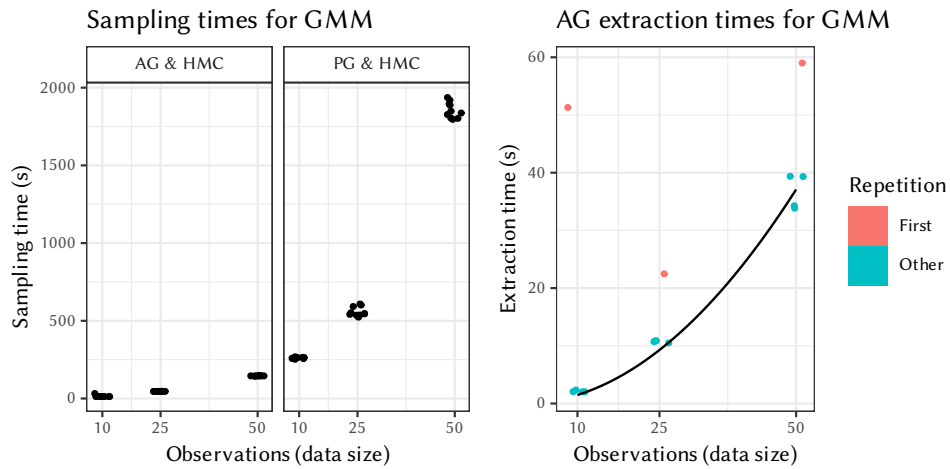 Sampling times for GMM
AG & HMC
PG & HMC
2000
1500
1000
500
0
Sampling time (s)
10
25
50
10
25
50
Observations (data size)
AG extraction times for GMM
60
40
20
0
Extraction time (s)
10
25
50
Observations (data size)
Repetition
First
Other